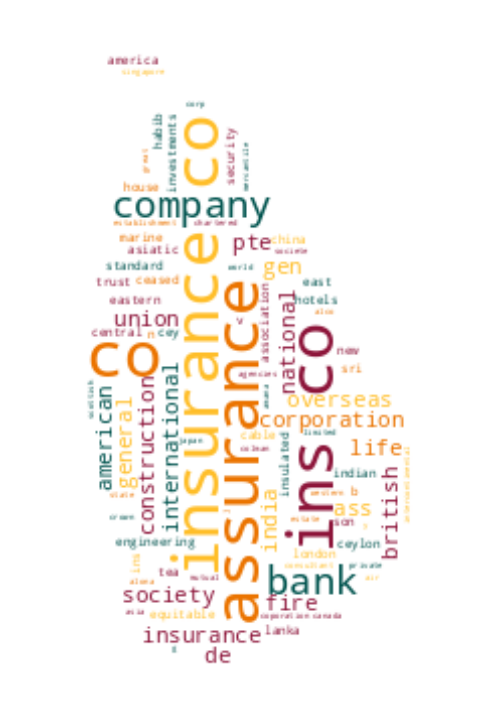 america
singapore
corp
habib
investments
insurance co
security
mercantile
great
house
company
establishment
chartered
marine
asiatic
pte
china
societe
standard
world
gen
trust
ceased
east
eastern
assurance
association
national
hotels
also
union
v
central
n
cey
ins co
co
new
agencies
sri
scottish
american
general
construction
international
overseas
corporation
cable
limited
japan
colman
insulated
life
indian
state
india
western
b
ass
british
crown
estate
son
engineering
ceylon
london
ins
tea
mutual
consultant
private
air
bank
society
fire
asia
equitable
corporation
canada
insurance
lanka
de